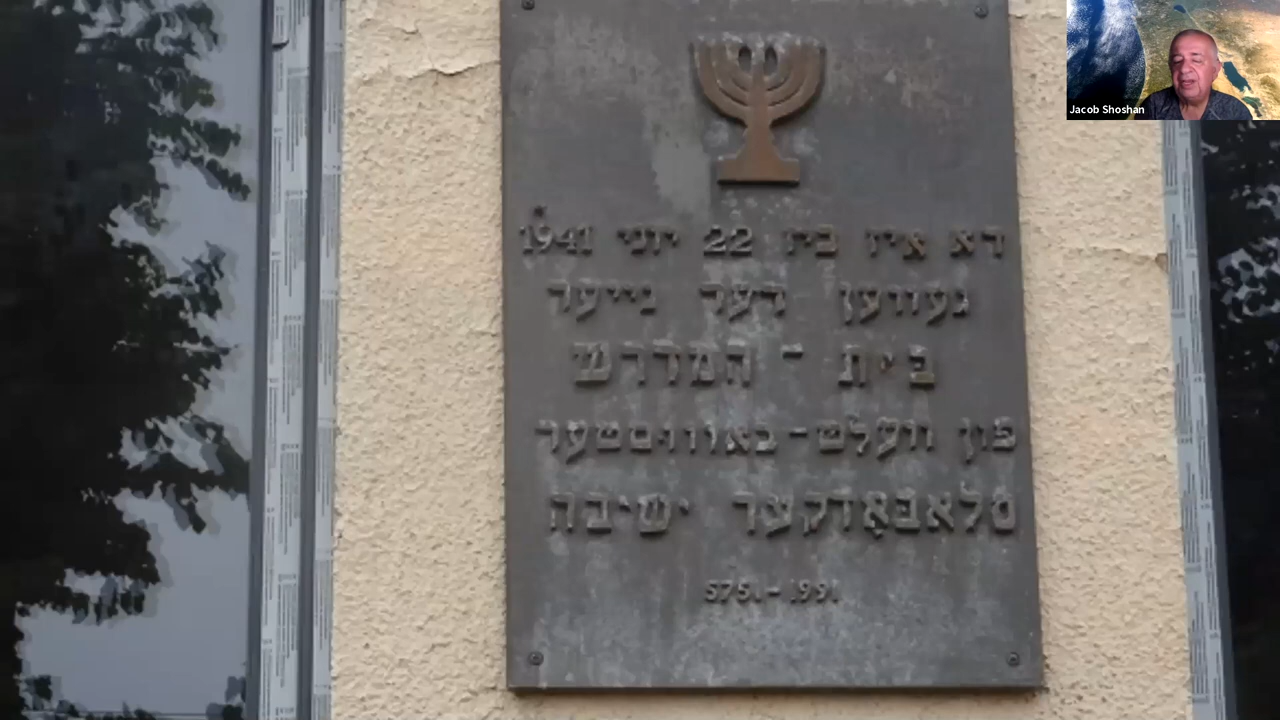 Jacob Shoshan
דא איז ביז 22 יוני 1941
געווען דער נייער
בית - המדרש
פון וועלט-באוווסטער
סלאבאָדקער ישיבה
5751 - 1991